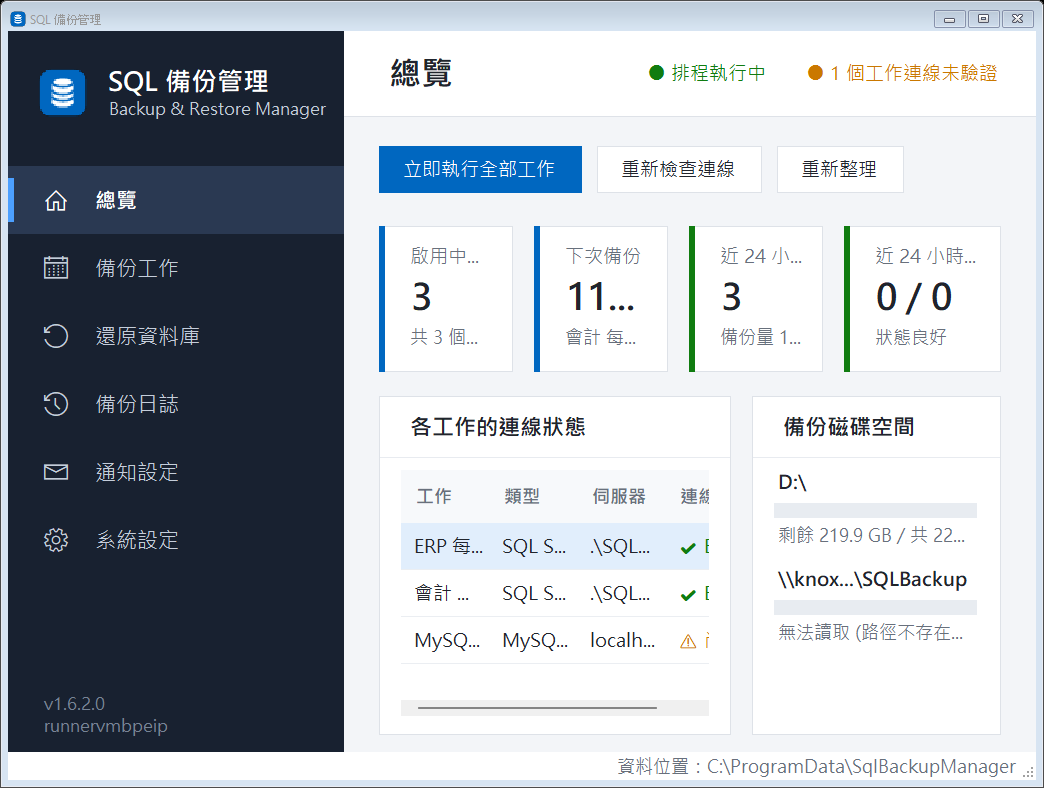 SQL 備份管理
SQL 備份管理
Backup & Restore Manager
總覽
備份工作
還原資料庫
備份日誌
通知設定
系統設定
v1.6.2.0
runnervmbpeip
總覽
排程執行中
1 個工作連線未驗證
立即執行全部工作
重新檢查連線
重新整理
啟用中...
3
共 3 個...
下次備份
11...
會計 每...
近 24 小...
3
備份量 1...
近 24 小時...
0 / 0
狀態良好
各工作的連線狀態
工作 類型 伺服器 連線
ERP 每... SQL S... .\SQL...
會計 ... SQL S... .\SQL...
MySQ... MySQ... localh...
備份磁碟空間
D:\
剩餘 219.9 GB / 共 22...
\\knox...\SQLBackup
無法讀取 (路徑不存在...
資料位置：C:\ProgramData\SqlBackupManager